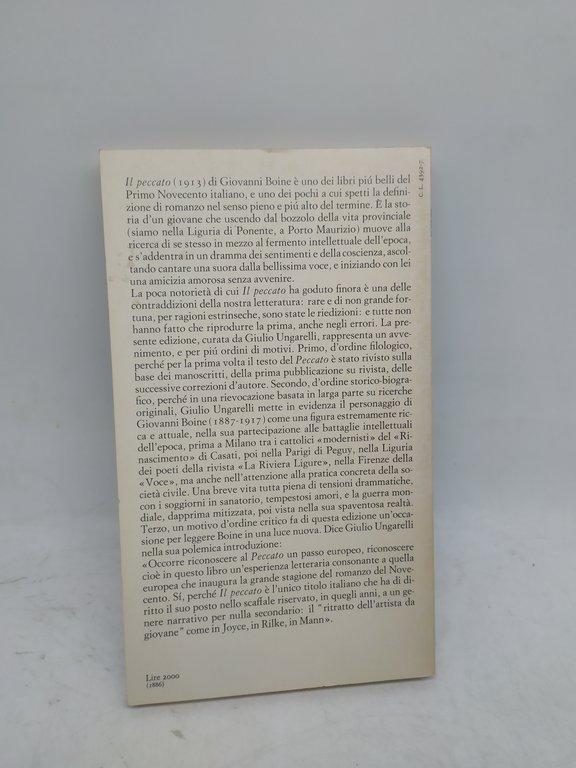 Il peccato (1913) di Giovanni Boine è uno dei libri piú belli del
Primo Novecento italiano, e uno dei pochi a cui spetti la defini-
zione di romanzo nel senso pieno e piú alto del termine. È la sto-
ria d'un giovane che uscendo dal bozzolo della vita provinciale
(siamo nella Liguria di Ponente, a Porto Maurizio) muove alla
ricerca di se stesso in mezzo al fermento intellettuale dell'epoca,
e s'addentra in un dramma dei sentimenti e della coscienza, ascol-
tando cantare una suora dalla bellissima voce, e iniziando con lei
una amicizia amorosa senza avvenire.
La poca notorietà di cui Il peccato ha goduto finora è una delle
contraddizioni della nostra letteratura: rare e di non grande for-
tuna, per ragioni estrinseche, sono state le riedizioni: e tutte non
hanno fatto che riprodurre la prima, anche negli errori. La pre-
sente edizione, curata da Giulio Ungarelli, rappresenta un avve-
nimento, e per piú ordini di motivi. Primo, d'ordine filologico,
perché per la prima volta il testo del Peccato è stato rivisto sulla
base dei manoscritti, della prima pubblicazione su rivista, delle
successive correzioni d'autore. Secondo, d'ordine storico-biogra-
fico, perché in una rievocazione basata in larga parte su ricerche
originali, Giulio Ungarelli mette in evidenza il personaggio di
Giovanni Boine (1887-1917) come una figura estremamente ric-
ca e attuale, nella sua partecipazione alle battaglie intellettuali
dell'epoca, prima a Milano tra i cattolici «modernisti» del «Ri-
nascimento» di Casati, poi nella Parigi di Peguy, nella Liguria
dei poeti della rivista «La Riviera Ligure», nella Firenze della
«Voce», ma anche nell'attenzione alla pratica concreta della so-
cietà civile. Una breve vita tutta piena di tensioni drammatiche,
con i soggiorni in sanatorio, tempestosi amori, e la guerra mon-
diale, dapprima mitizzata, poi vista nella sua spaventosa realtà.
Terzo, un motivo d'ordine critico fa di questa edizione un'occa-
sione per leggere Boine in una luce nuova. Dice Giulio Ungarelli
nella sua polemica introduzione:
«Occorre riconoscere al Peccato un passo europeo, riconoscere
cioè in questo libro un'esperienza letteraria consonante a quella
europea che inaugura la grande stagione del romanzo del Nove-
cento. Sí, perché Il peccato è l'unico titolo italiano che ha di di-
ritto il suo posto nello scaffale riservato, in quegli anni, a un ge-
nere narrativo per nulla secondario: il "ritratto dell'artista da
giovane" come in Joyce, in Rilke, in Mann».
Lire 2000
(1886)
C.L. 4392-7